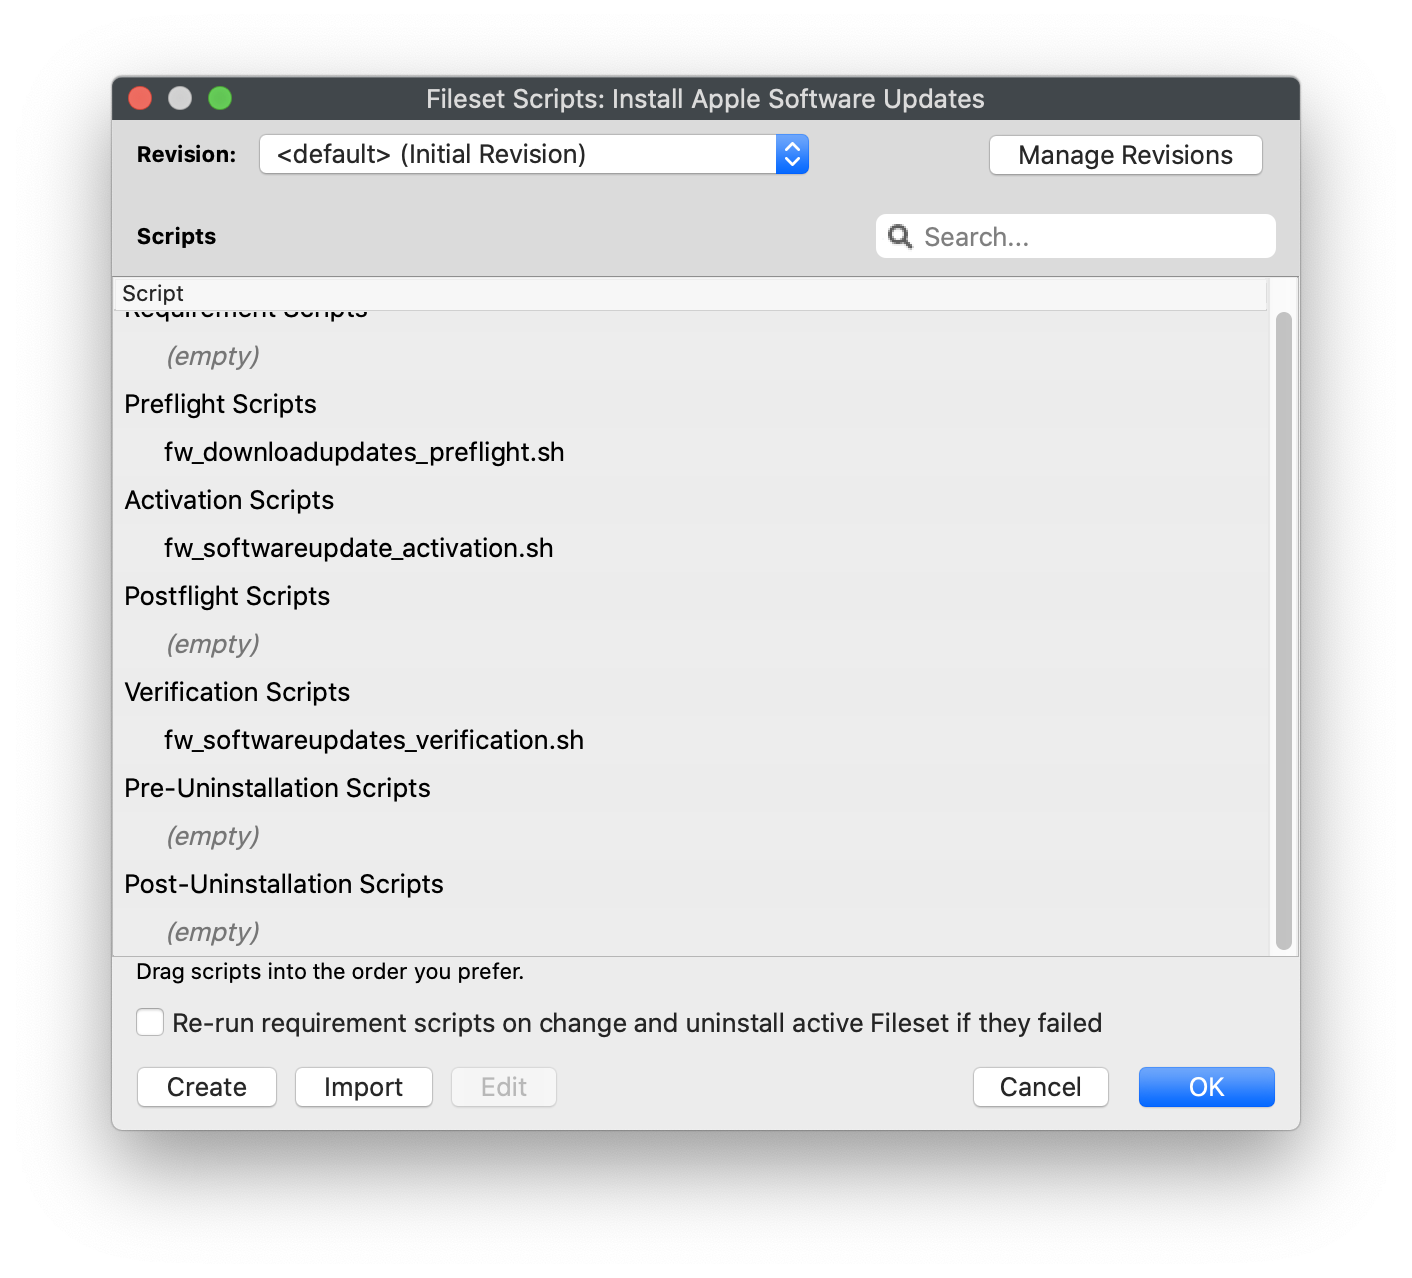 Fileset Scripts: Install Apple Software Updates
Revision: <default> (Initial Revision) Manage Revisions
Scripts Search...
Script
Requirement Scripts
(empty)
Preflight Scripts
fw_downloadupdates_preflight.sh
Activation Scripts
fw_softwareupdate_activation.sh
Postflight Scripts
(empty)
Verification Scripts
fw_softwareupdates_verification.sh
Pre-Uninstallation Scripts
(empty)
Post-Uninstallation Scripts
(empty)
Drag scripts into the order you prefer.
Re-run requirement scripts on change and uninstall active Fileset if they failed
Create Import Edit Cancel OK